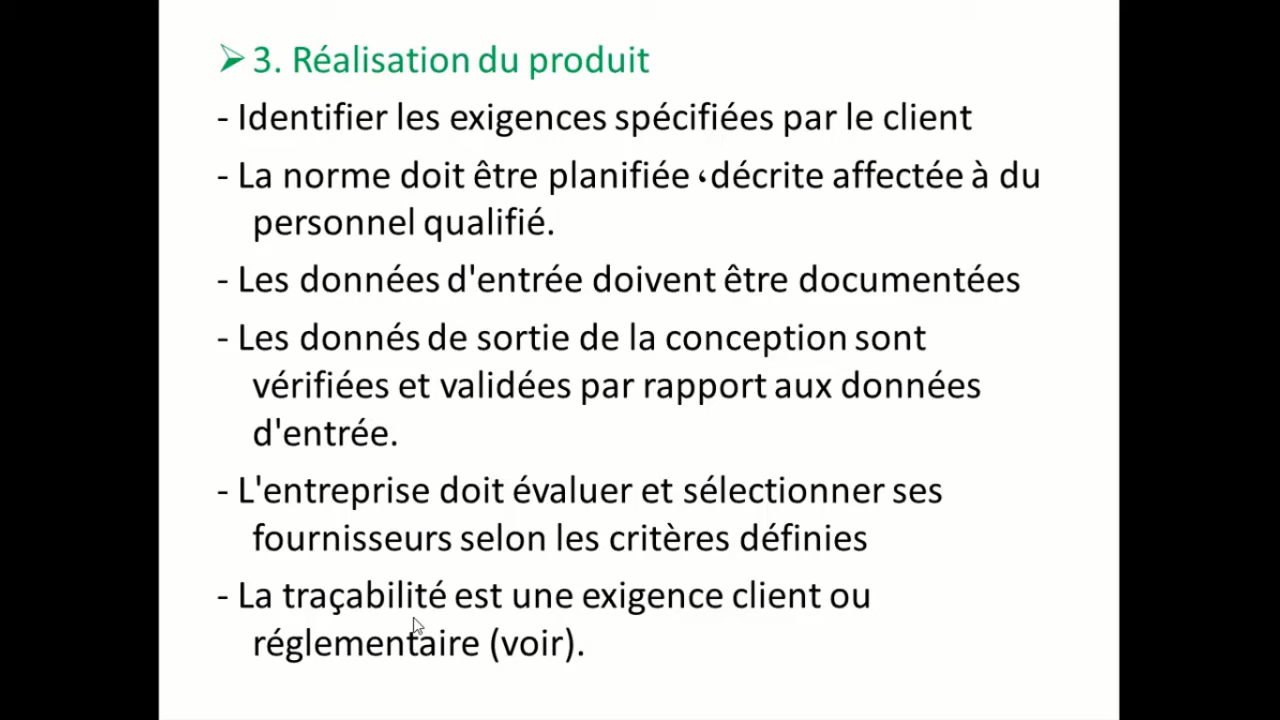 ➢ 3. Réalisation du produit
- Identifier les exigences spécifiées par le client
- La norme doit être planifiée ، décrite affectée à du
personnel qualifié.
- Les données d'entrée doivent être documentées
- Les donnés de sortie de la conception sont
vérifiées et validées par rapport aux données
d'entrée.
- L'entreprise doit évaluer et sélectionner ses
fournisseurs selon les critères définies
- La traçabilité est une exigence client ou
réglementaire (voir).